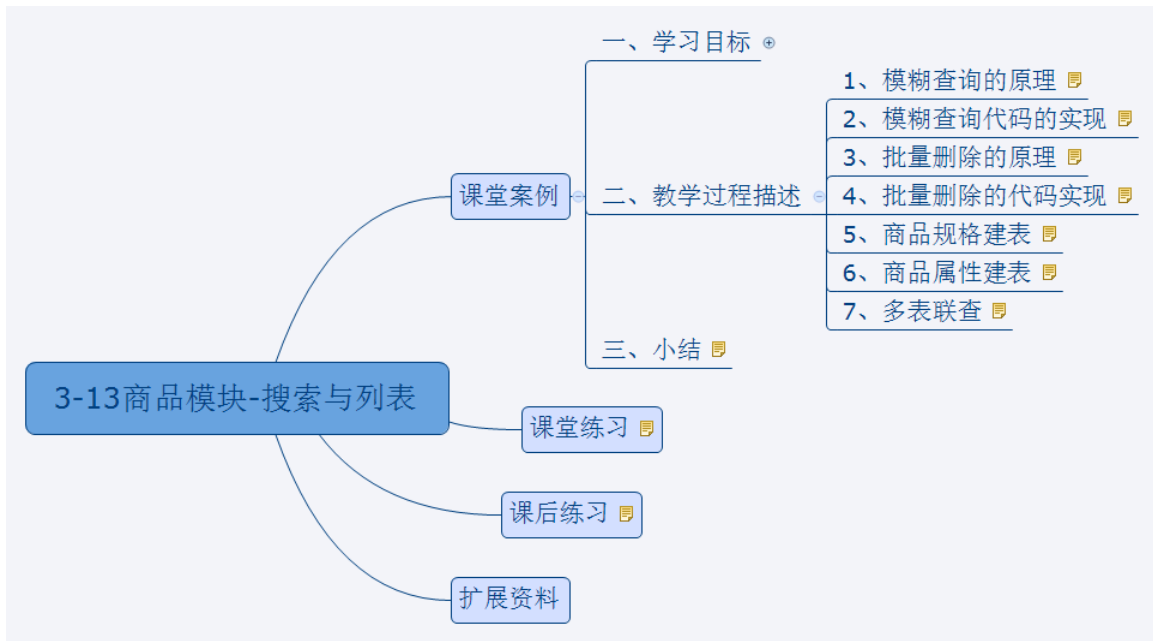 3-13商品模块-搜索与列表
课堂案例
一、学习目标
二、教学过程描述
1、模糊查询的原理
2、模糊查询代码的实现
3、批量删除的原理
4、批量删除的代码实现
5、商品规格建表
6、商品属性建表
7、多表联查
三、小结
课堂练习
课后练习
扩展资料